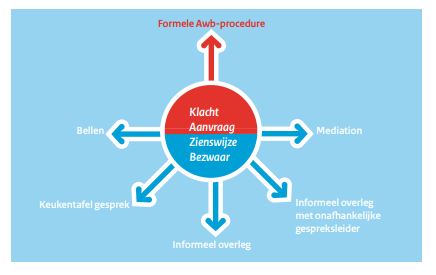 Formele Awb-procedure
Klacht
Aanvraag
Zienswijze
Bezwaar
Bellen
Mediation
Keukentafel gesprek
Informeel overleg
met onafhankelijke
gespreksleider
Informeel overleg